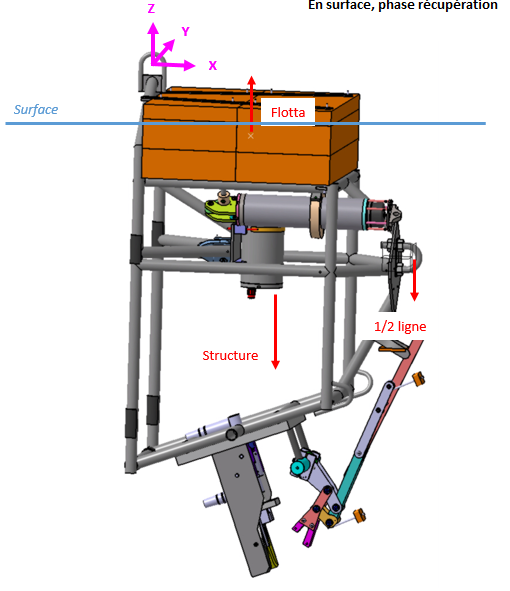 En surface, phase récupération
Z
Y
X
Surface
Flotta
1/2 ligne
Structure